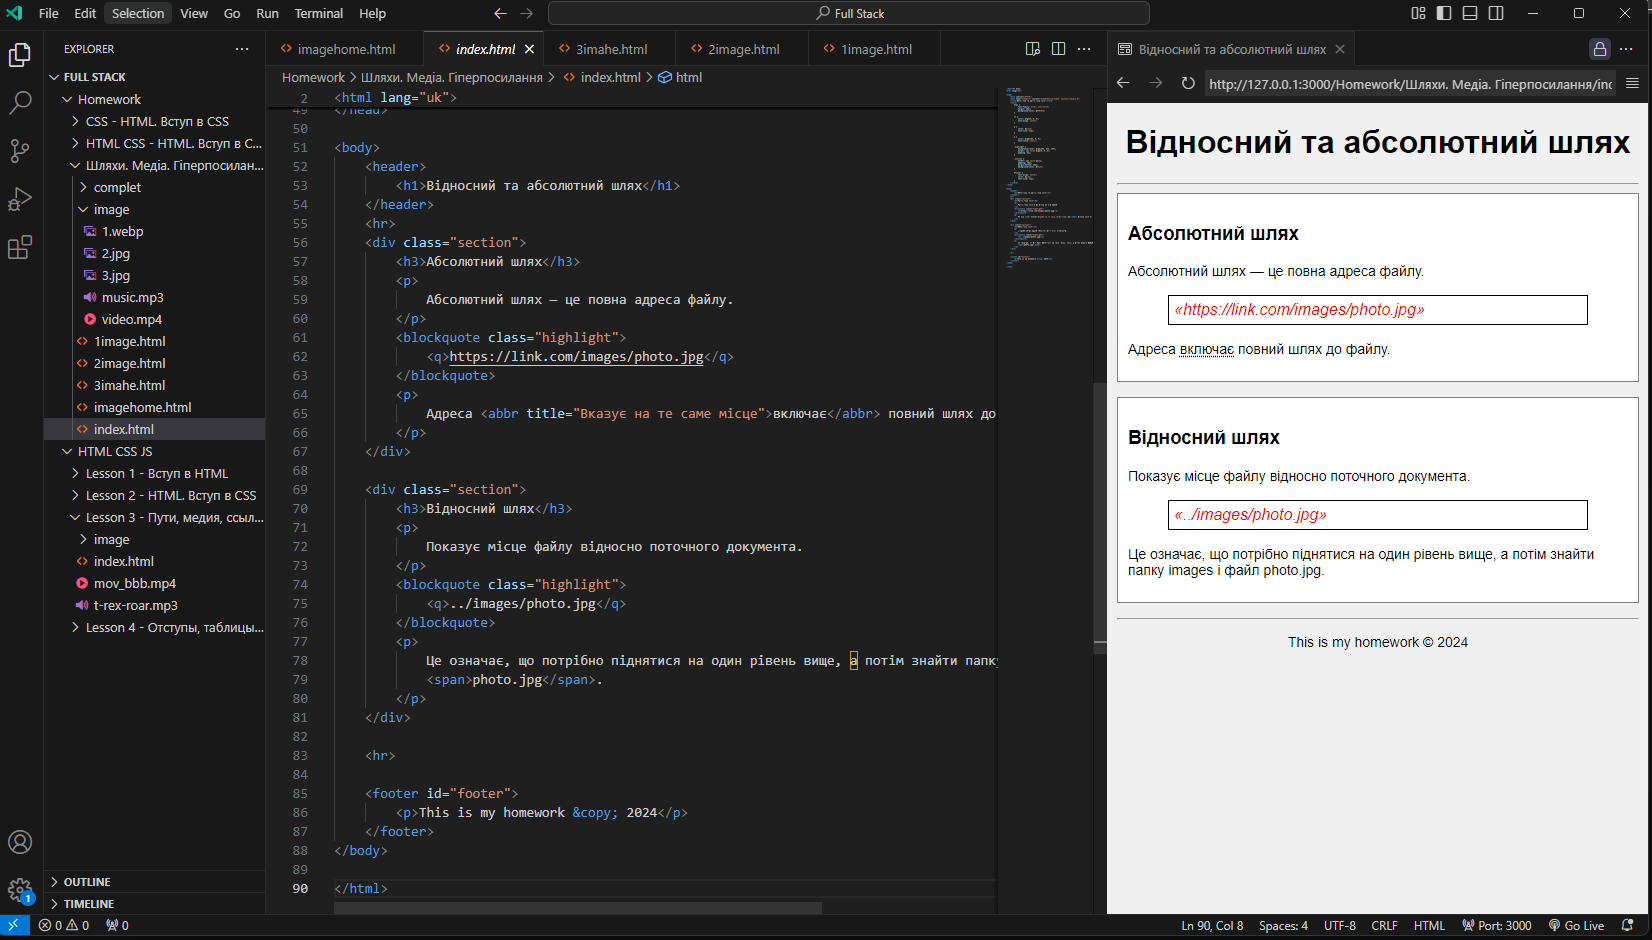 File Edit Selection View Go Run Terminal Help
Full Stack
EXPLORER
FULL STACK
Homework
CSS - HTML. Вступ в CSS
HTML CSS - HTML. Вступ в C...
Шляхи. Медіа. Гіперпосилан...
complet
image
1.webp
2.jpg
3.jpg
music.mp3
video.mp4
1image.html
2image.html
3imahe.html
imagehome.html
index.html
HTML CSS JS
Lesson 1 - Вступ в HTML
Lesson 2 - HTML. Вступ в CSS
Lesson 3 - Пути, медия, ссыл...
image
index.html
mov_bbb.mp4
t-rex-roar.mp3
Lesson 4 - Отступы, таблицы...
OUTLINE
TIMELINE
imagehome.html index.html 3imahe.html 2image.html 1image.html
Homework > Шляхи. Медіа. Гіперпосилання > index.html > html
2 <html lang="uk">
49 </head>
50
51 <body>
52 <header>
53 <h1>Відносний та абсолютний шлях</h1>
54 </header>
55 <hr>
56 <div class="section">
57 <h3>Абсолютний шлях</h3>
58 <p>
59 Абсолютний шлях — це повна адреса файлу.
60 </p>
61 <blockquote class="highlight">
62 <q>https://link.com/images/photo.jpg</q>
63 </blockquote>
64 <p>
65 Адреса <abbr title="Вказує на те саме місце">включає</abbr> повний шлях до
66 </p>
67 </div>
68
69 <div class="section">
70 <h3>Відносний шлях</h3>
71 <p>
72 Показує місце файлу відносно поточного документа.
73 </p>
74 <blockquote class="highlight">
75 <q>../images/photo.jpg</q>
76 </blockquote>
77 <p>
78 Це означає, що потрібно піднятися на один рівень вище, а потім знайти папку
79 <span>photo.jpg</span>.
80 </p>
81 </div>
82
83 <hr>
84
85 <footer id="footer">
86 <p>This is my homework &copy; 2024</p>
87 </footer>
88 </body>
89
90 </html>
Відносний та абсолютний шлях
http://127.0.0.1:3000/Homework/Шляхи. Медіа. Гіперпосилання/inc
Відносний та абсолютний шлях
Абсолютний шлях
Абсолютний шлях — це повна адреса файлу.
«https://link.com/images/photo.jpg»
Адреса включає повний шлях до файлу.
Відносний шлях
Показує місце файлу відносно поточного документа.
«../images/photo.jpg»
Це означає, що потрібно піднятися на один рівень вище, а потім знайти
папку images і файл photo.jpg.
This is my homework © 2024
1
0 0 0
Ln 90, Col 8 Spaces: 4 UTF-8 CRLF HTML Port: 3000 Go Live